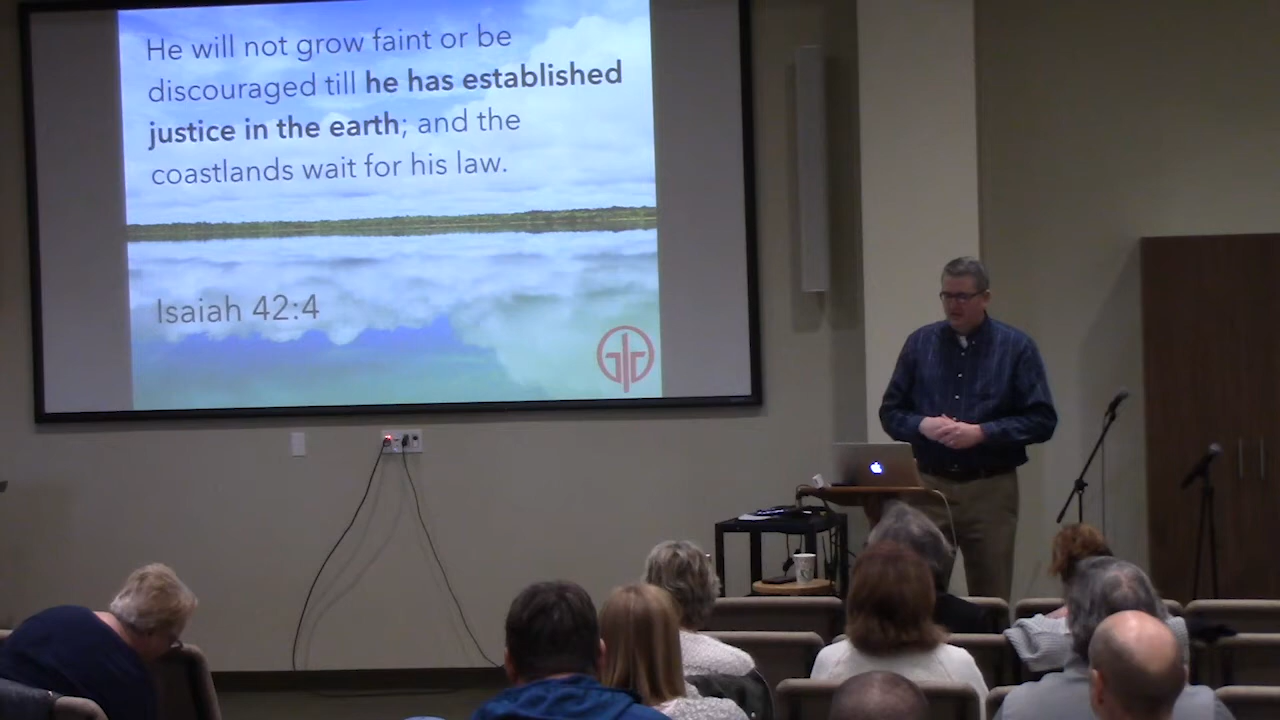 He will not grow faint or be
discouraged till he has established
justice in the earth; and the
coastlands wait for his law.
Isaiah 42:4